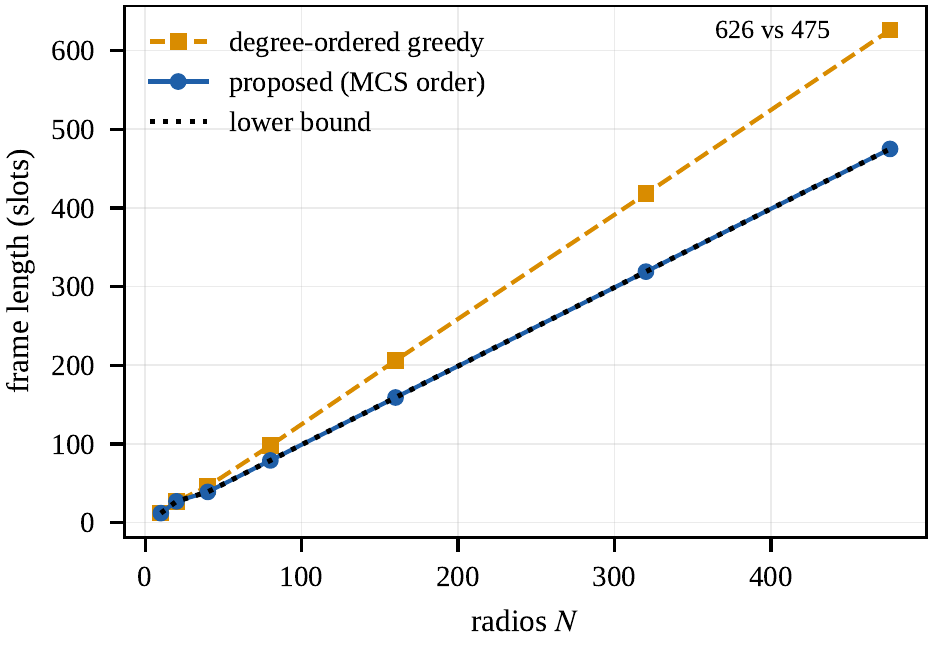 626 vs 475
degree-ordered greedy
proposed (MCS order)
lower bound
frame length (slots)
600
500
400
300
200
100
0
0 100 200 300 400
radios N